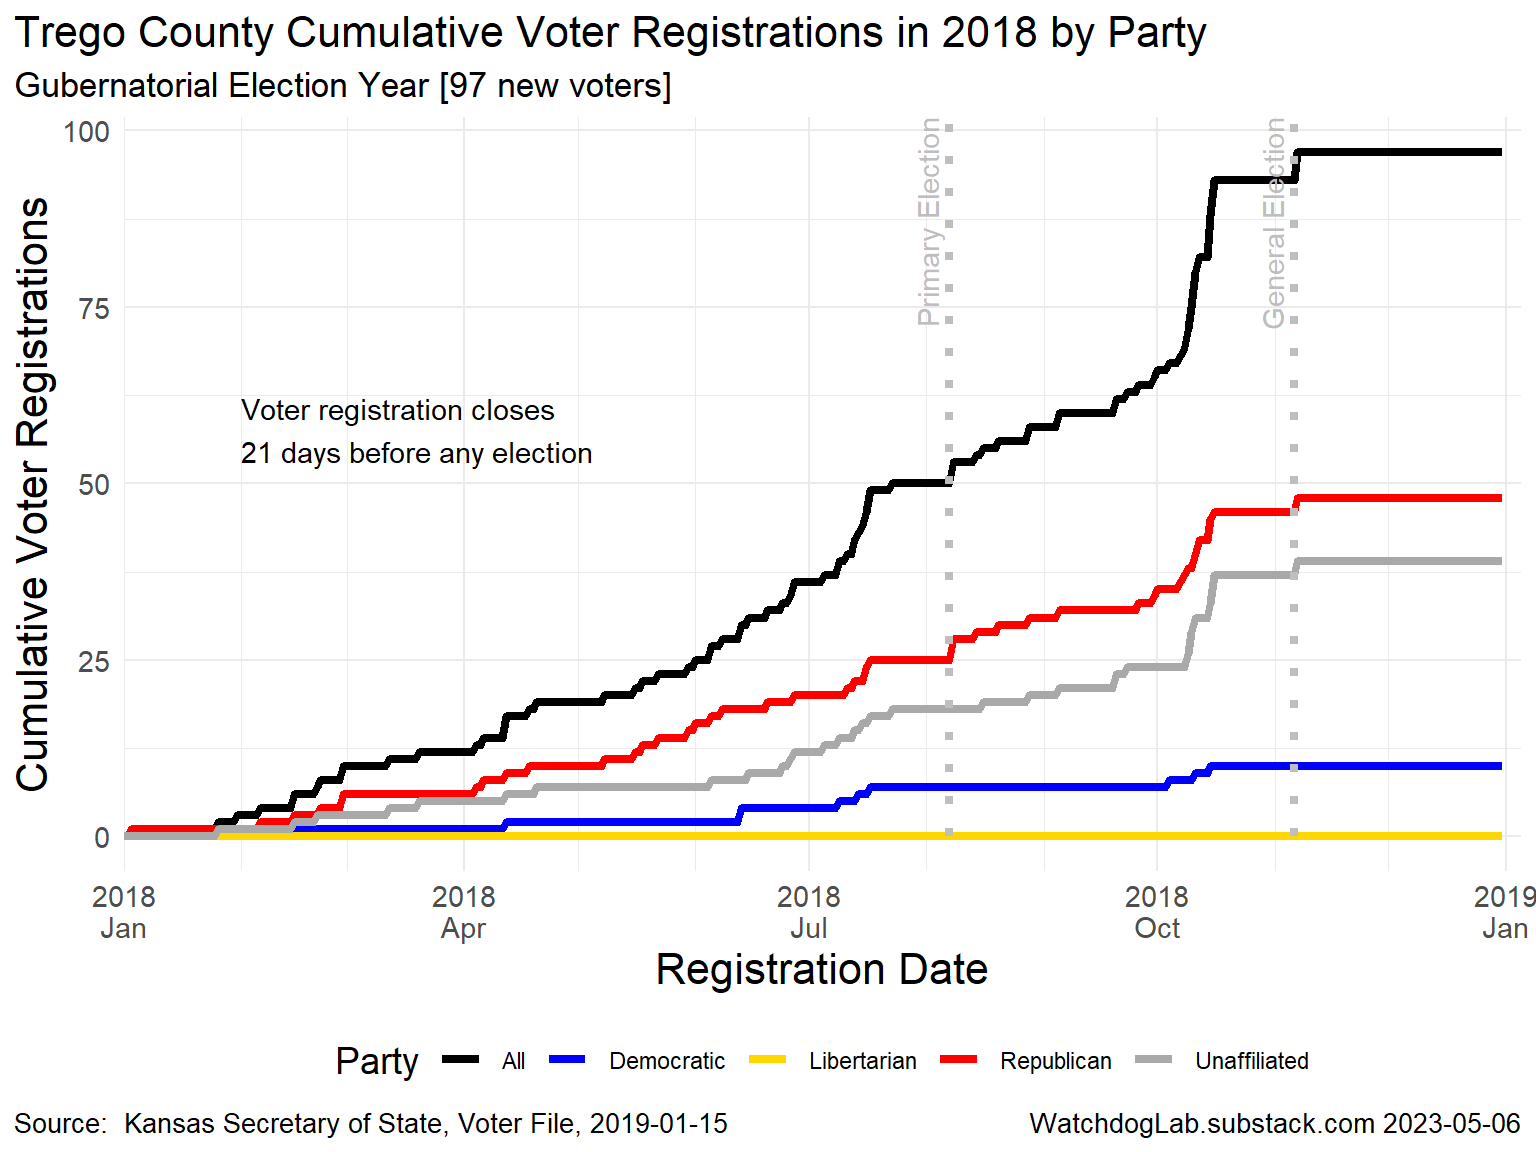 Trego County Cumulative Voter Registrations in 2018 by Party
Gubernatorial Election Year [97 new voters]
Cumulative Voter Registrations
100
75
50
25
0
Primary Election
General Election
Voter registration closes
21 days before any election
2018 2018 2018 2018 2019
Jan Apr Jul Oct Jan
Registration Date
Party All Democratic Libertarian Republican Unaffiliated
Source:  Kansas Secretary of State, Voter File, 2019-01-15
WatchdogLab.substack.com 2023-05-06